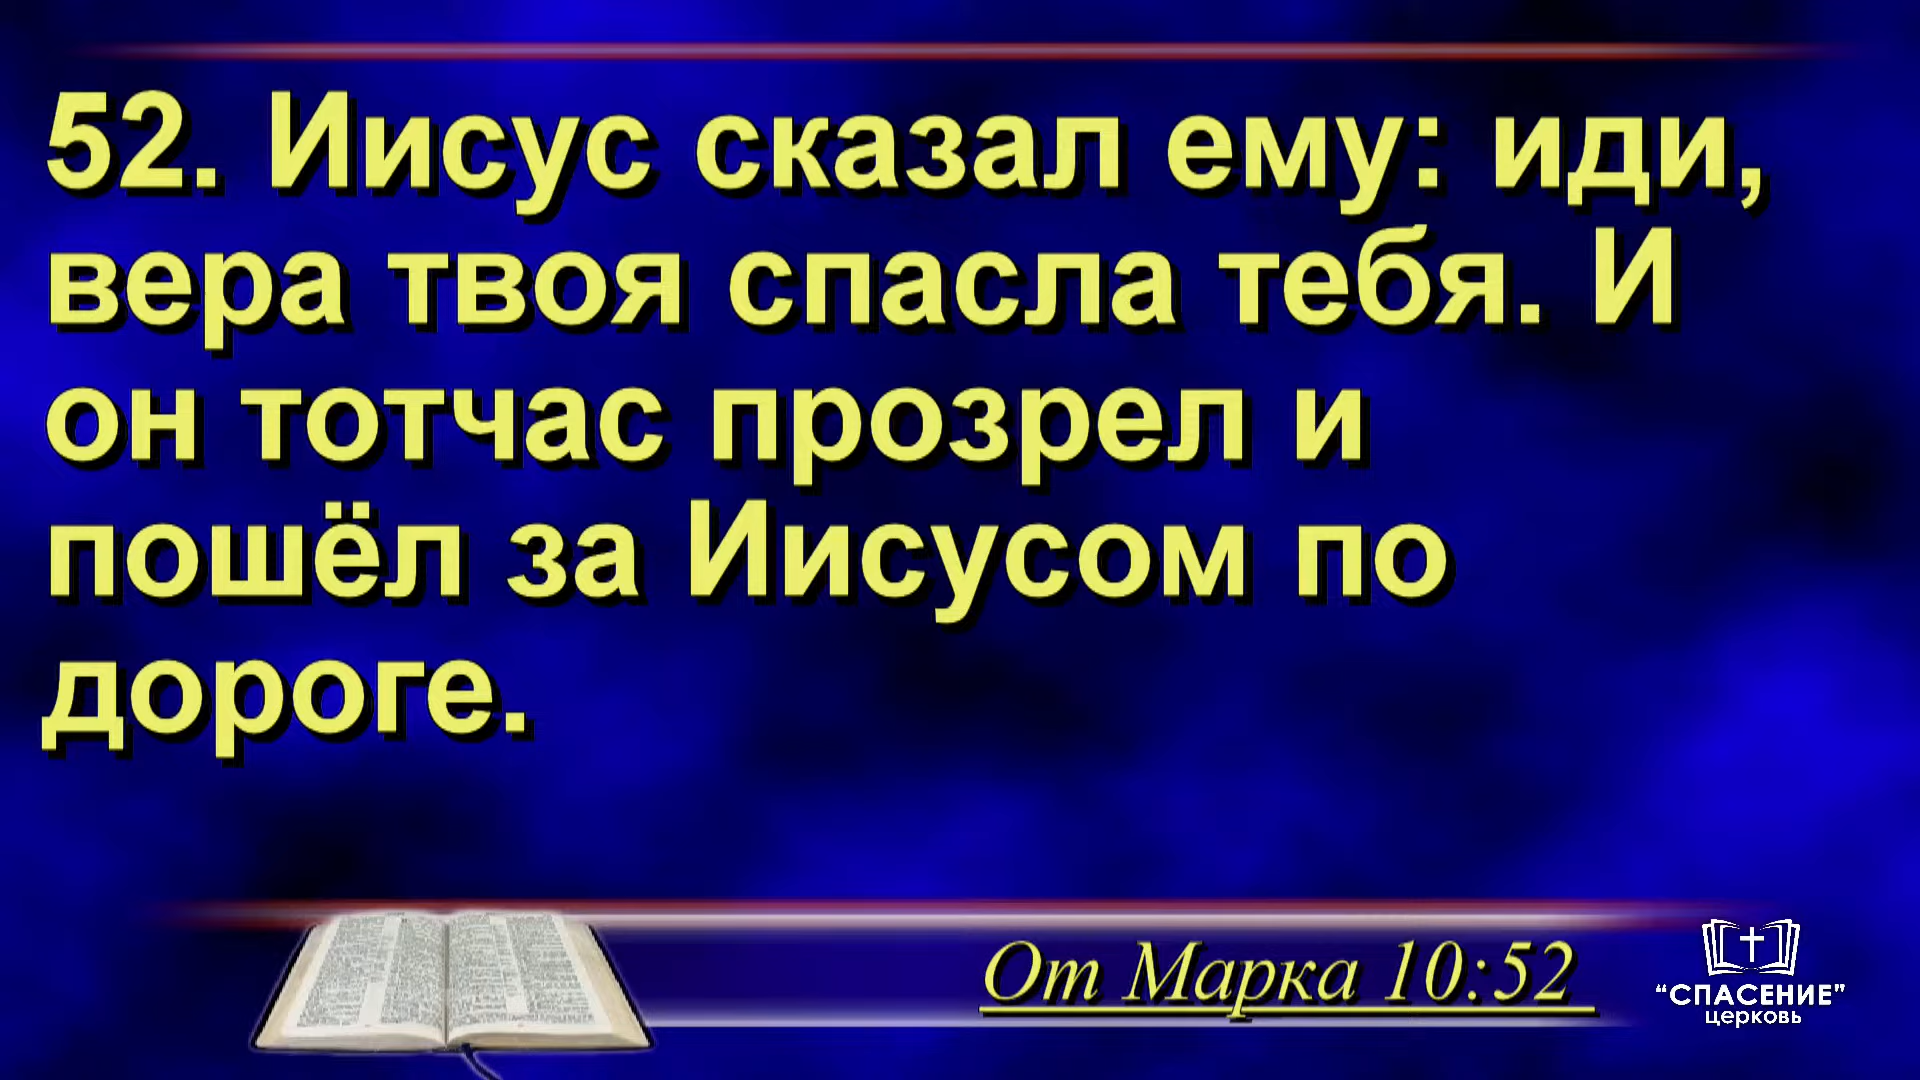 52. Иисус сказал ему: иди,
вера твоя спасла тебя. И
он тотчас прозрел и
пошёл за Иисусом по
дороге.
От Марка 10:52
“СПАСЕНИЕ”
церковь